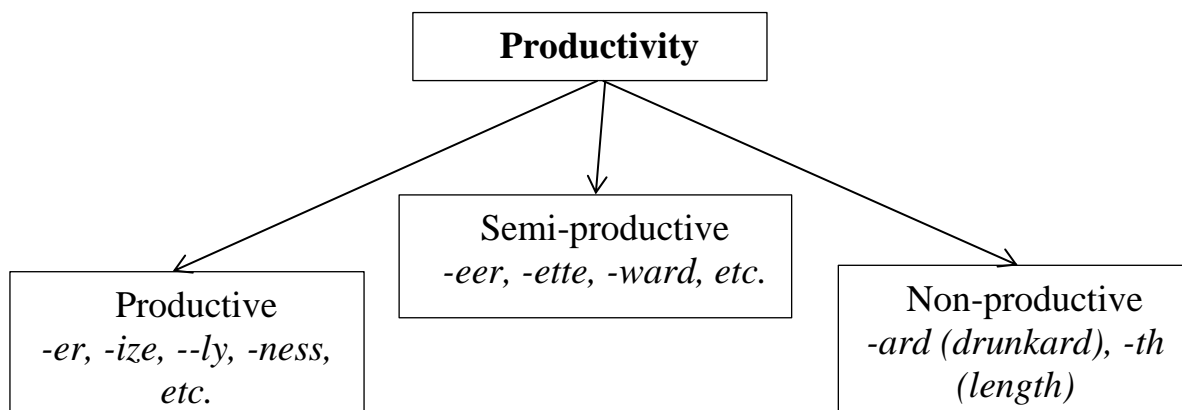 Productivity
Semi-productive
-eer, -ette, -ward, etc.
Productive
-er, -ize, --ly, -ness,
etc.
Non-productive
-ard (drunkard), -th
(length)